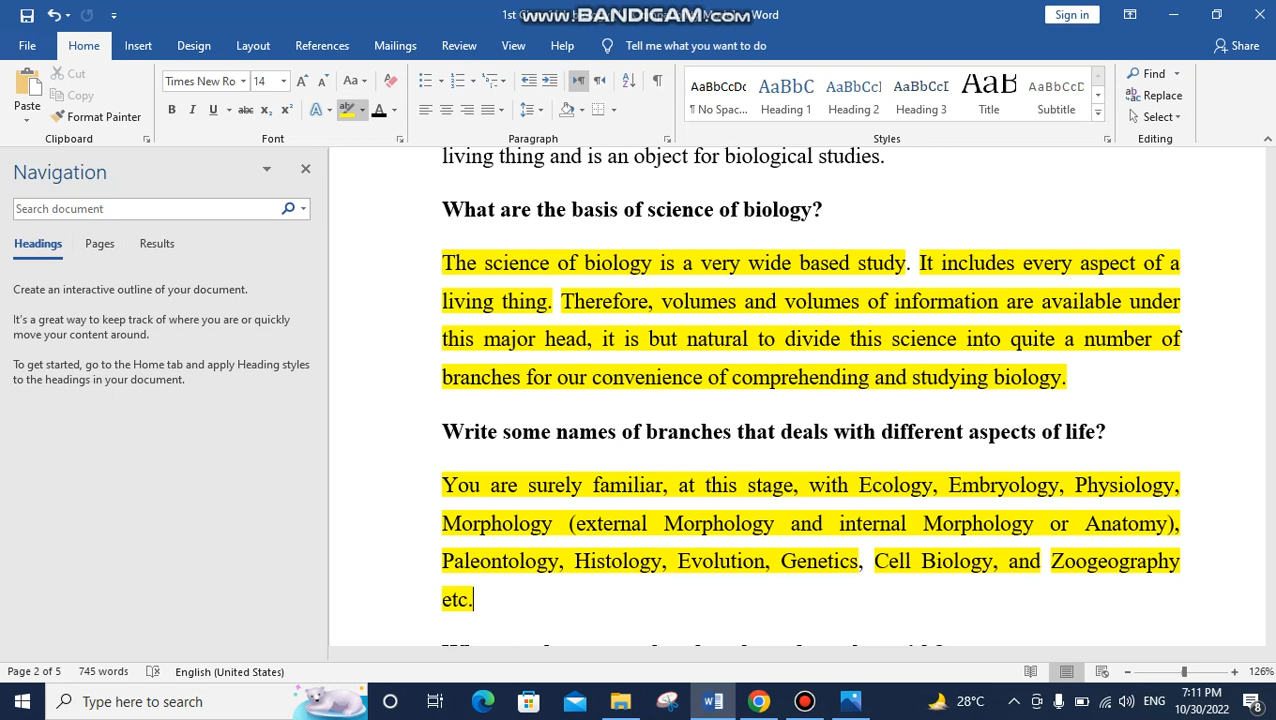 1st
www.BANDICAM.com
Word
Sign in
File Home Insert Design Layout References Mailings Review View Help Tell me what you want to do Share
Paste Cut Copy Format Painter
Clipboard
Times New Ro 14
Font
Paragraph
AaBbCcDc AaBbC AaBbCcL AaBbCcI AaB AaBbCcD
¶ No Spac... Heading 1 Heading 2 Heading 3 Title Subtitle
Styles
Find
Replace
Select
Editing
Navigation
Search document
Headings Pages Results
Create an interactive outline of your document.
It's a great way to keep track of where you are or quickly
move your content around.
To get started, go to the Home tab and apply Heading styles
to the headings in your document.
living thing and is an object for biological studies.
What are the basis of science of biology?
The science of biology is a very wide based study. It includes every aspect of a
living thing. Therefore, volumes and volumes of information are available under
this major head, it is but natural to divide this science into quite a number of
branches for our convenience of comprehending and studying biology.
Write some names of branches that deals with different aspects of life?
You are surely familiar, at this stage, with Ecology, Embryology, Physiology,
Morphology (external Morphology and internal Morphology or Anatomy),
Paleontology, Histology, Evolution, Genetics, Cell Biology, and Zoogeography
etc.
Page 2 of 5 745 words English (United States) 126%
Type here to search
28°C
ENG
7:11 PM
10/30/2022
8